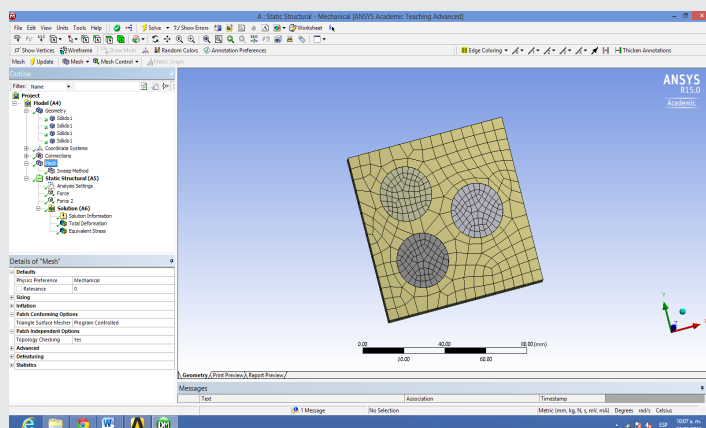 A : Static Structural - Mechanical [ANSYS Academic Teaching Advanced]
File Edit View Units Tools Help Solve ?/ Show Errors Worksheet
Show Vertices Wireframe Show Mesh Random Colors Annotation Preferences Edge Coloring Thicken Annotations
Mesh Update Mesh Mesh Control Metric Graph
Outline
Filter: Name
Project
Model (A4)
Geometry
Sólido1
Sólido1
Sólido1
Sólido1
Coordinate Systems
Connections
Mesh
Sweep Method
Static Structural (A5)
Analysis Settings
Force
Force 2
Solution (A6)
Solution Information
Total Deformation
Equivalent Stress
Details of "Mesh"
Defaults
Physics Preference Mechanical
Relevance 0
Sizing
Inflation
Patch Conforming Options
Triangle Surface Mesher Program Controlled
Patch Independent Options
Topology Checking Yes
Advanced
Defeaturing
Statistics
ANSYS
R15.0
Academic
Y
X
Z
0.00 40.00 80.00 (mm)
20.00 60.00
Geometry Print Preview Report Preview
Messages
Text Association Timestamp
1 Message No Selection Metric (mm, kg, N, s, mV, mA) Degrees rad/s Celsius
DM ESP 10:07 a. m.